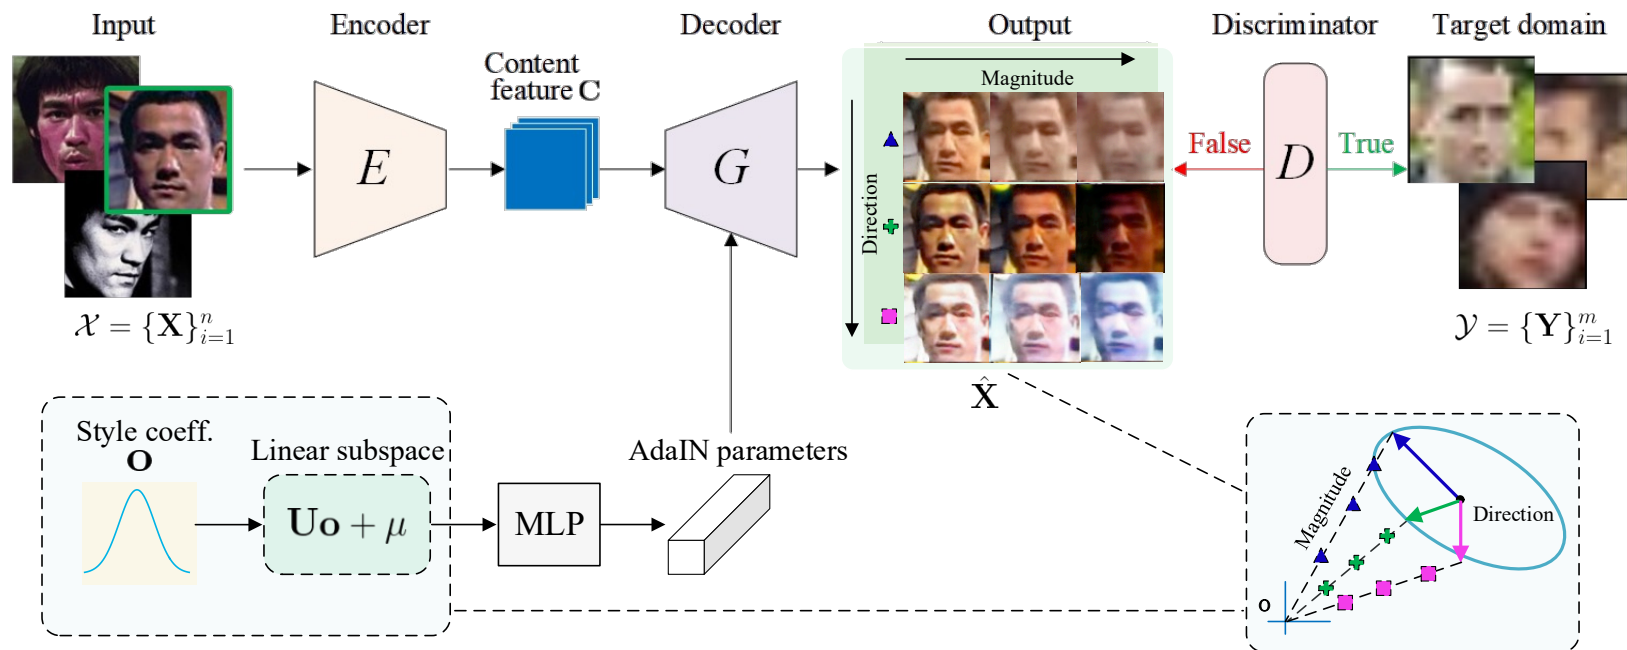 Input
Encoder
Decoder
Output
Discriminator
Target domain
Content
feature C
Magnitude
Direction
E
G
False
D
True
𝒳 = {X}ⁿᵢ₌₁
X̂
𝒴 = {Y}ᵐᵢ₌₁
Style coeff.
O
Linear subspace
Uo + μ
MLP
AdaIN parameters
Magnitude
Direction
o